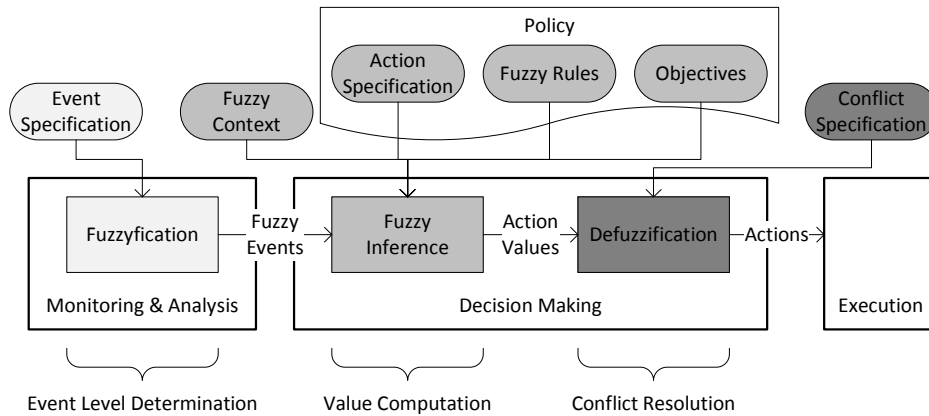 Policy
Action
Specification
Fuzzy Rules
Objectives
Event
Specification
Fuzzy
Context
Conflict
Specification
Fuzzyfication
Fuzzy
Events
Fuzzy
Inference
Action
Values
Defuzzification
Actions
Monitoring & Analysis
Decision Making
Execution
Event Level Determination
Value Computation
Conflict Resolution